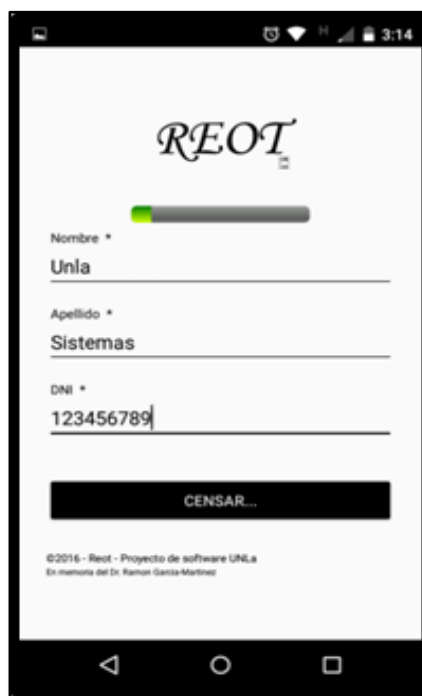 H 3:14
REOT
Nombre *
Unla
Apellido *
Sistemas
DNI *
123456789
CENSAR...
©2016 - Reot - Proyecto de software UNLa
En memoria del Dr. Ramon Garcia-Martinez